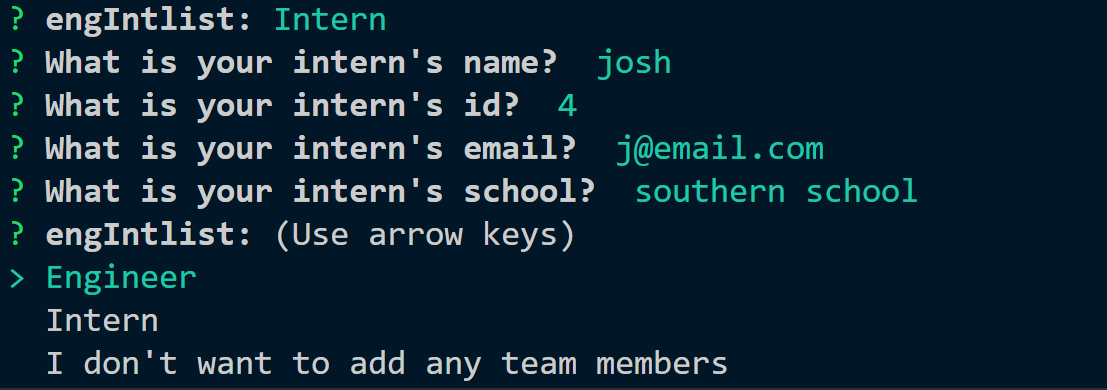 ? engIntlist: Intern
? What is your intern's name?  josh
? What is your intern's id?  4
? What is your intern's email?  j@email.com
? What is your intern's school?  southern school
? engIntlist: (Use arrow keys)
> Engineer
  Intern
  I don't want to add any team members